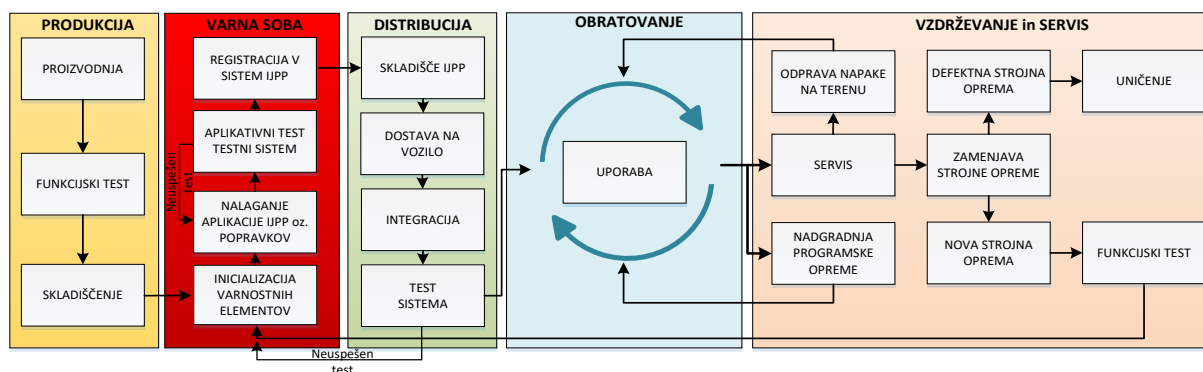 PRODUKCIJA
PROIZVODNJA
FUNKCIJSKI TEST
SKLADIŠČENJE
VARNA SOBA
REGISTRACIJA V
SISTEM IJPP
APLIKATIVNI TEST
TESTNI SISTEM
Neuspešen
test
NALAGANJE
APLIKACIJE IJPP oz.
POPRAVKOV
INICIALIZACIJA
VARNOSTNIH
ELEMENTOV
DISTRIBUCIJA
SKLADIŠČE IJPP
DOSTAVA NA
VOZILO
INTEGRACIJA
TEST
SISTEMA
Neuspešen
test
OBRATOVANJE
UPORABA
VZDRŽEVANJE in SERVIS
ODPRAVA NAPAKE
NA TERENU
DEFEKTNA STROJNA
OPREMA
UNIČENJE
SERVIS
ZAMENJAVA
STROJNE OPREME
NADGRADNJA
PROGRAMSKE
OPREME
NOVA STROJNA
OPREMA
FUNKCIJSKI TEST